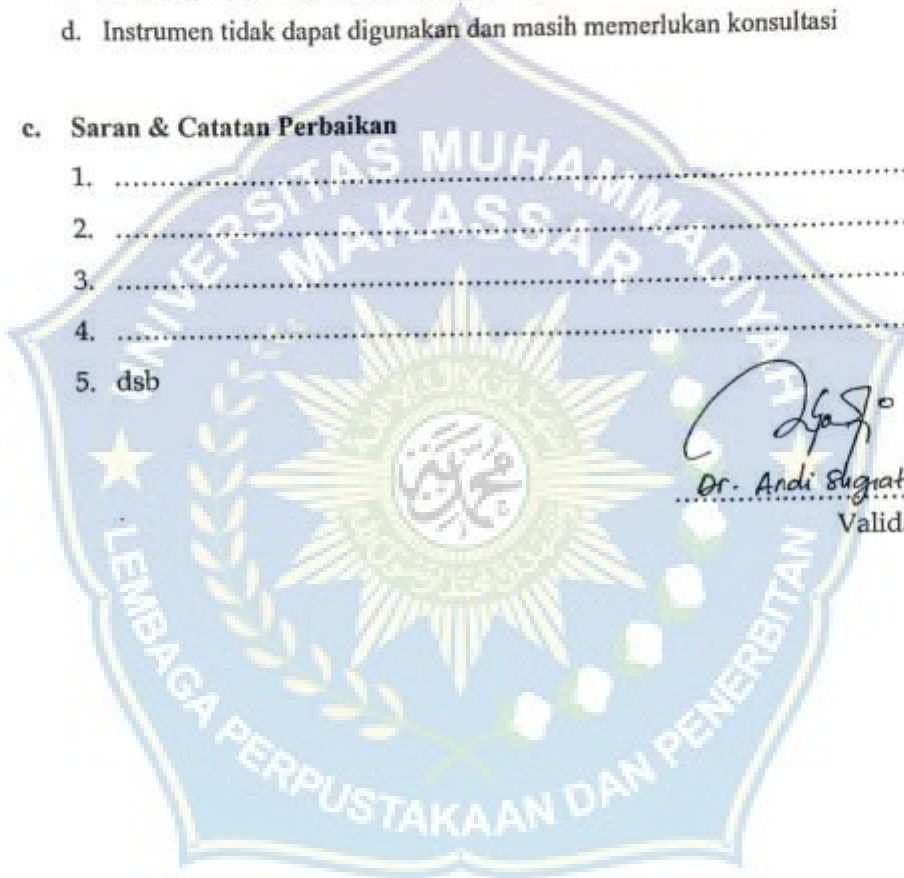 d. Instrumen tidak dapat digunakan dan masih memerlukan konsultasi
c. Saran & Catatan Perbaikan
1. ........................................................
2. ........................................................
3. ........................................................
4. ........................................................
5. dsb
Dr. Andi
Valid
UNIVERSITAS MUHAMMADIYAH
MAKASSAR
محمد
LEMBAGA PERPUSTAKAAN DAN PENERBITAN